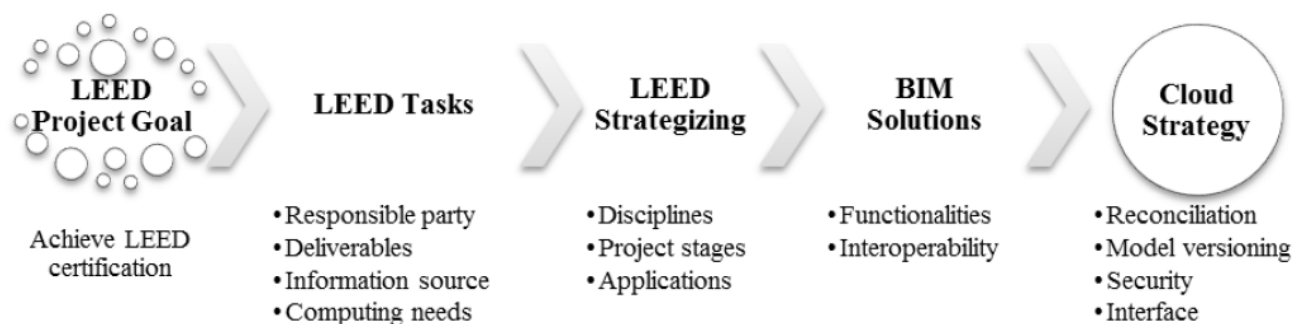 LEED
Project Goal
LEED Tasks
LEED
Strategizing
BIM
Solutions
Cloud
Strategy
Achieve LEED
certification
•Responsible party
•Deliverables
•Information source
•Computing needs
•Disciplines
•Project stages
•Applications
•Functionalities
•Interoperability
•Reconciliation
•Model versioning
•Security
•Interface